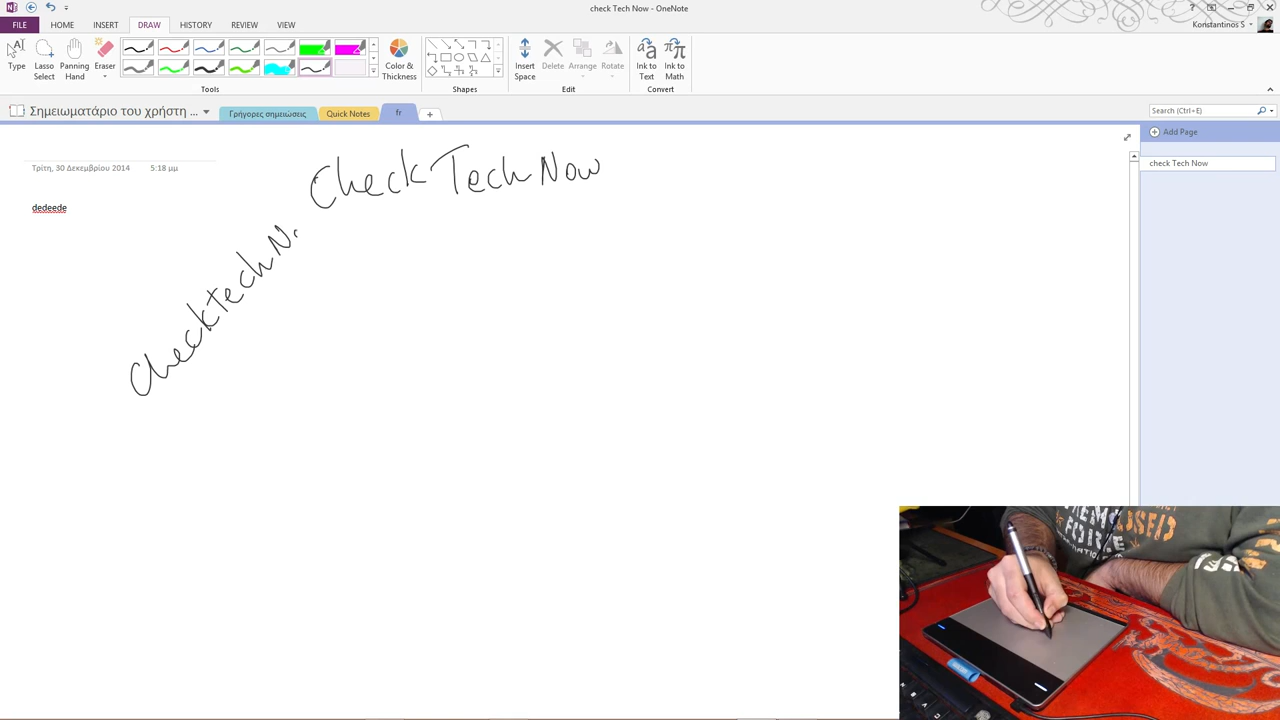 check Tech Now - OneNote
FILE HOME INSERT DRAW HISTORY REVIEW VIEW
Konstantinos S
Type
Lasso Select
Panning Hand
Eraser
Color & Thickness
Insert Space
Delete
Arrange
Rotate
Ink to Text
Ink to Math
Tools
Shapes
Edit
Convert
Σημειωματάριο του χρήστη ...
Γρήγορες σημειώσεις
Quick Notes
fr
Search (Ctrl+E)
Add Page
check Tech Now
Τρίτη, 30 Δεκεμβρίου 2014 5:18 μμ
dedeede
Check Tech Now
Check tech N.
FORCE